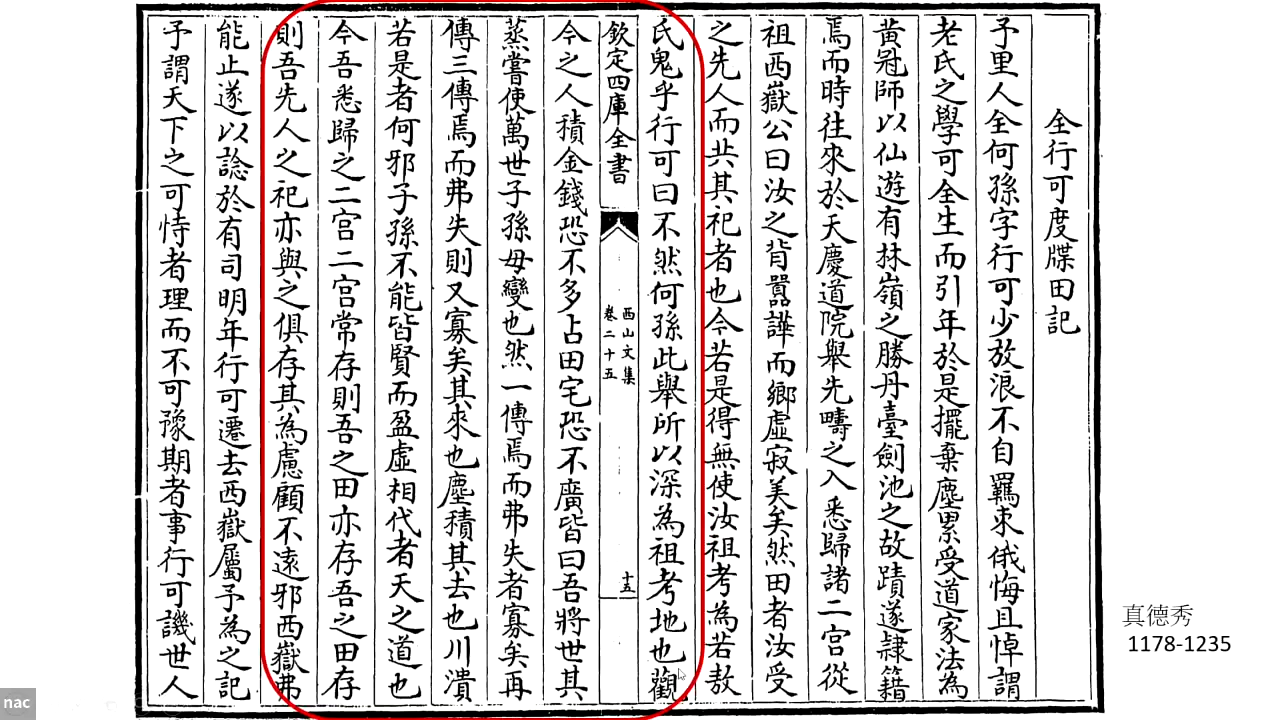 全行可度牒田記
予里人全何孫字行可少放浪不自羈束俄悔且悼謂
老氏之學可全生而引年於是擺棄塵累受道家法為
黃冠師以仙遊有林嶺之勝丹臺劍池之故蹟遂隷籍
焉而時往來於天慶道院舉先疇之入悉歸諸二宫從
祖西嶽公曰汝之背囂譁而鄉虛寂美矣然田者汝受
之先人而共其祀者也今若是得無使汝祖考為若敖
氏鬼乎行可曰不然何孫此舉所以深為祖考地也觀
欽定四庫全書
西山文集
卷二十五
十五
今之人積金錢恐不多占田宅恐不廣皆曰吾將世其
蒸嘗使萬世子孫毋變也然一傳焉而弗失者寡矣再
傳三傳焉而弗失則又寡矣其來也塵積其去也川潰
若是者何邪子孫不能皆賢而盈虛相代者天之道也
今吾悉歸之二宫二宫常存則吾之田亦存吾之田存
則吾先人之祀亦與之俱存其為慮顧不遠邪西嶽弗
能止遂以諗於有司明年行可遷去西嶽屬予為之記
予謂天下之可恃者理而不可豫期者事行可譏世人
真德秀
1178-1235
nac